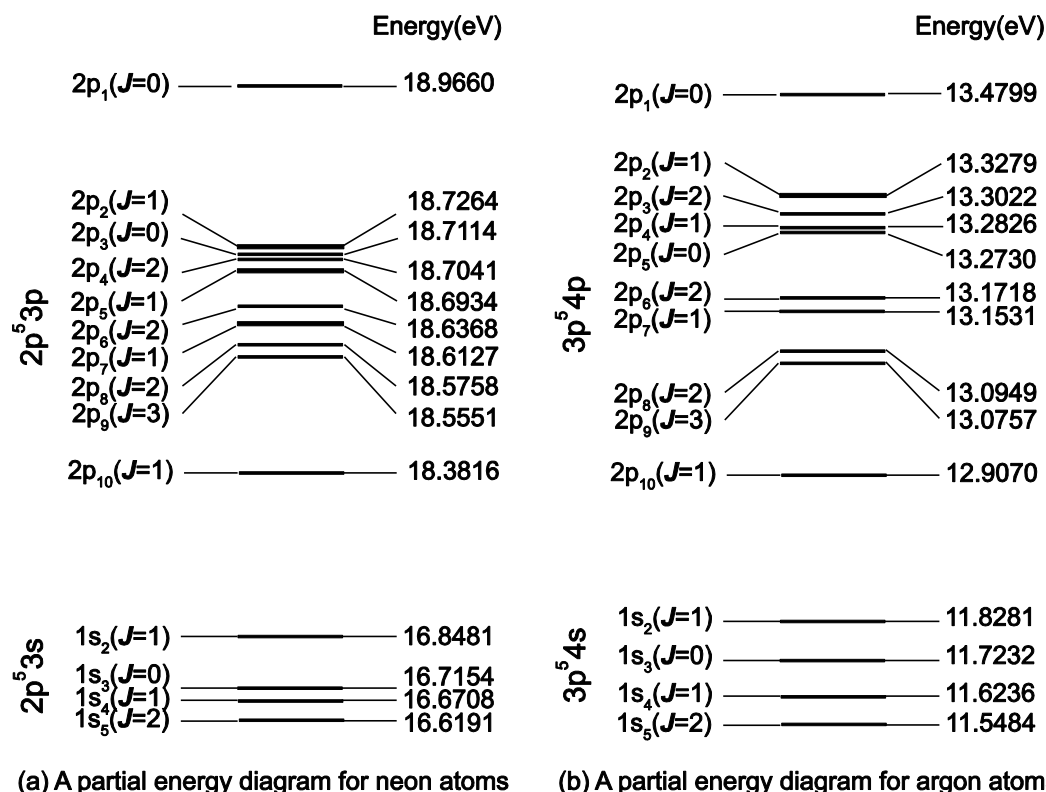 Energy(eV)
2p1(J=0) 18.9660
2p2(J=1) 18.7264
2p3(J=0) 18.7114
2p4(J=2) 18.7041
2p5(J=1) 18.6934
2p6(J=2) 18.6368
2p7(J=1) 18.6127
2p8(J=2) 18.5758
2p9(J=3) 18.5551
2p10(J=1) 18.3816
2p⁵3p
1s2(J=1) 16.8481
1s3(J=0) 16.7154
1s4(J=1) 16.6708
1s5(J=2) 16.6191
2p⁵3s
(a) A partial energy diagram for neon atoms
Energy(eV)
2p1(J=0) 13.4799
2p2(J=1) 13.3279
2p3(J=2) 13.3022
2p4(J=1) 13.2826
2p5(J=0) 13.2730
2p6(J=2) 13.1718
2p7(J=1) 13.1531
2p8(J=2) 13.0949
2p9(J=3) 13.0757
2p10(J=1) 12.9070
3p⁵4p
1s2(J=1) 11.8281
1s3(J=0) 11.7232
1s4(J=1) 11.6236
1s5(J=2) 11.5484
3p⁵4s
(b) A partial energy diagram for argon atom